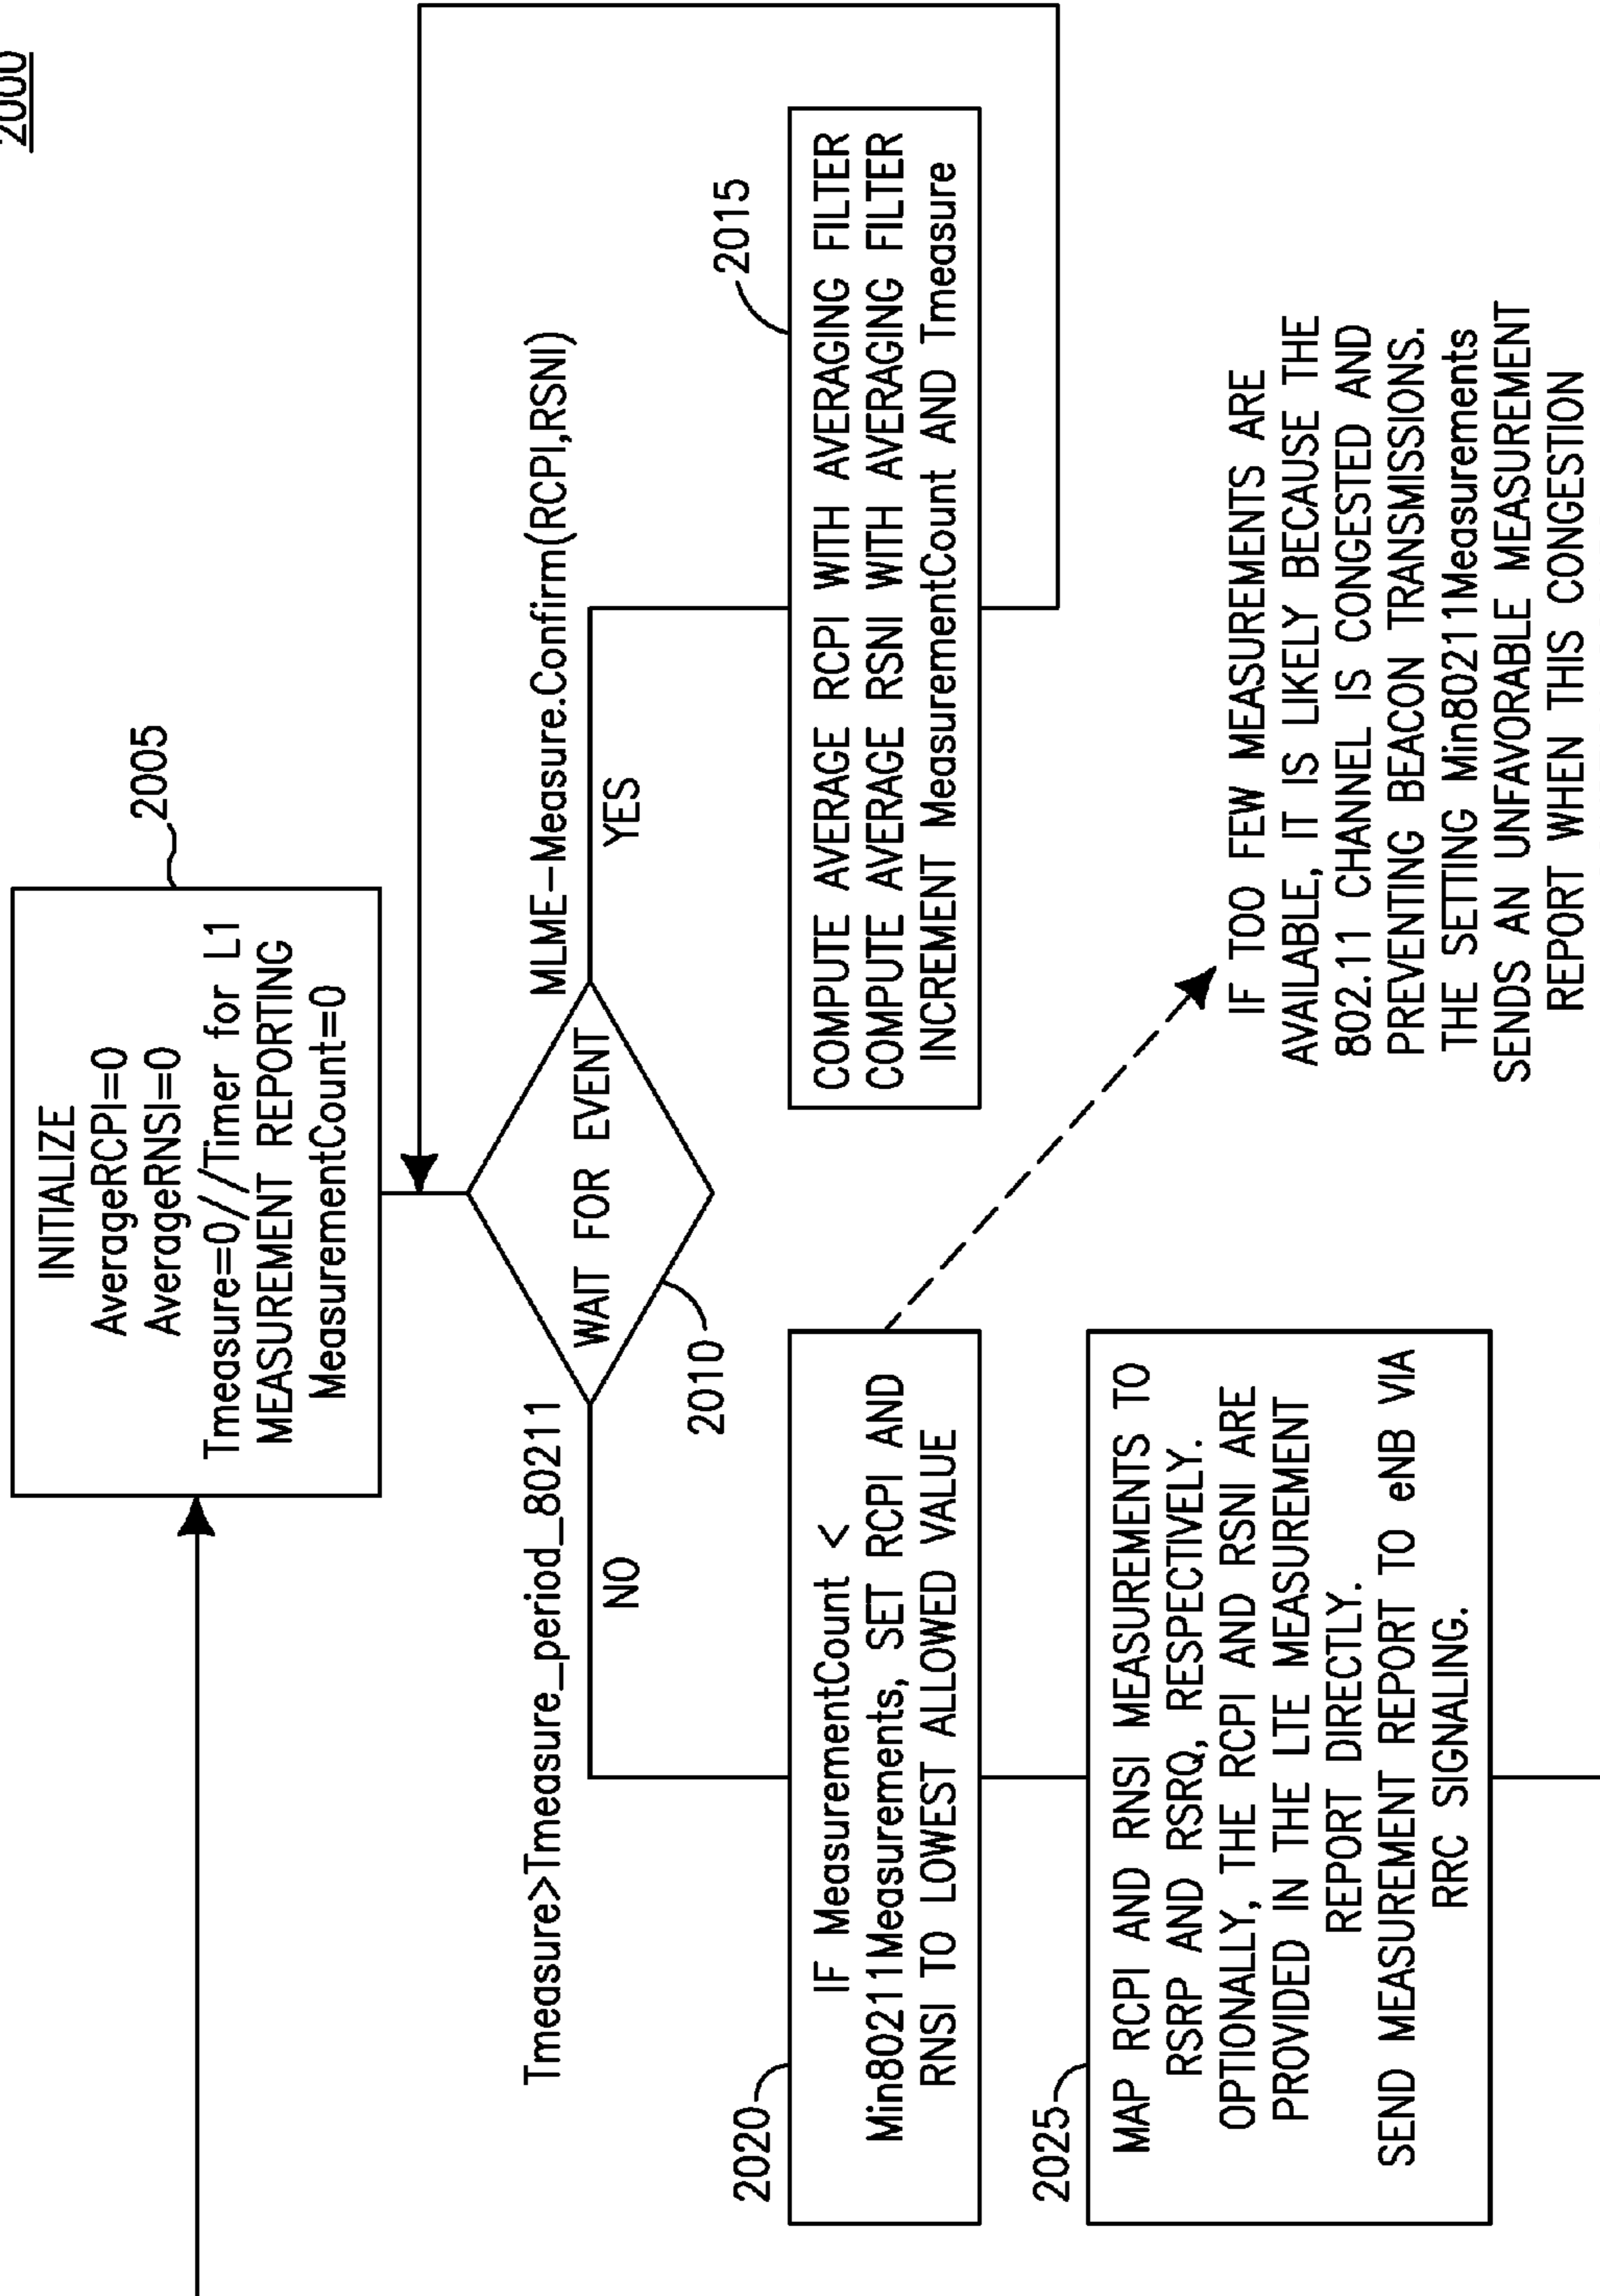 2000
INITIALIZE
AverageRCPI=0
AverageRNSI=0
Tmeasure=0//Timer for L1
MEASUREMENT REPORTING
MeasurementCount=0
2005
Tmeasure>Tmeasure_period_80211
NO
WAIT FOR EVENT
2010
MLME-Measure.Confirm(RCPI,RSNI)
YES
2015
COMPUTE AVERAGE RCPI WITH AVERAGING FILTER
COMPUTE AVERAGE RSNI WITH AVERAGING FILTER
INCREMENT MeasurementCount AND Tmeasure
2020
IF MeasurementCount <
Min80211Measurements, SET RCPI AND
RNSI TO LOWEST ALLOWED VALUE
2025
MAP RCPI AND RNSI MEASUREMENTS TO
RSRP AND RSRQ, RESPECTIVELY.
OPTIONALLY, THE RCPI AND RSNI ARE
PROVIDED IN THE LTE MEASUREMENT
REPORT DIRECTLY.
SEND MEASUREMENT REPORT TO eNB VIA
RRC SIGNALING.
IF TOO FEW MEASUREMENTS ARE
AVAILABLE, IT IS LIKELY BECAUSE THE
802.11 CHANNEL IS CONGESTED AND
PREVENTING BEACON TRANSMISSIONS.
THE SETTING Min80211Measurements
SENDS AN UNFAVORABLE MEASUREMENT
REPORT WHEN THIS CONGESTION